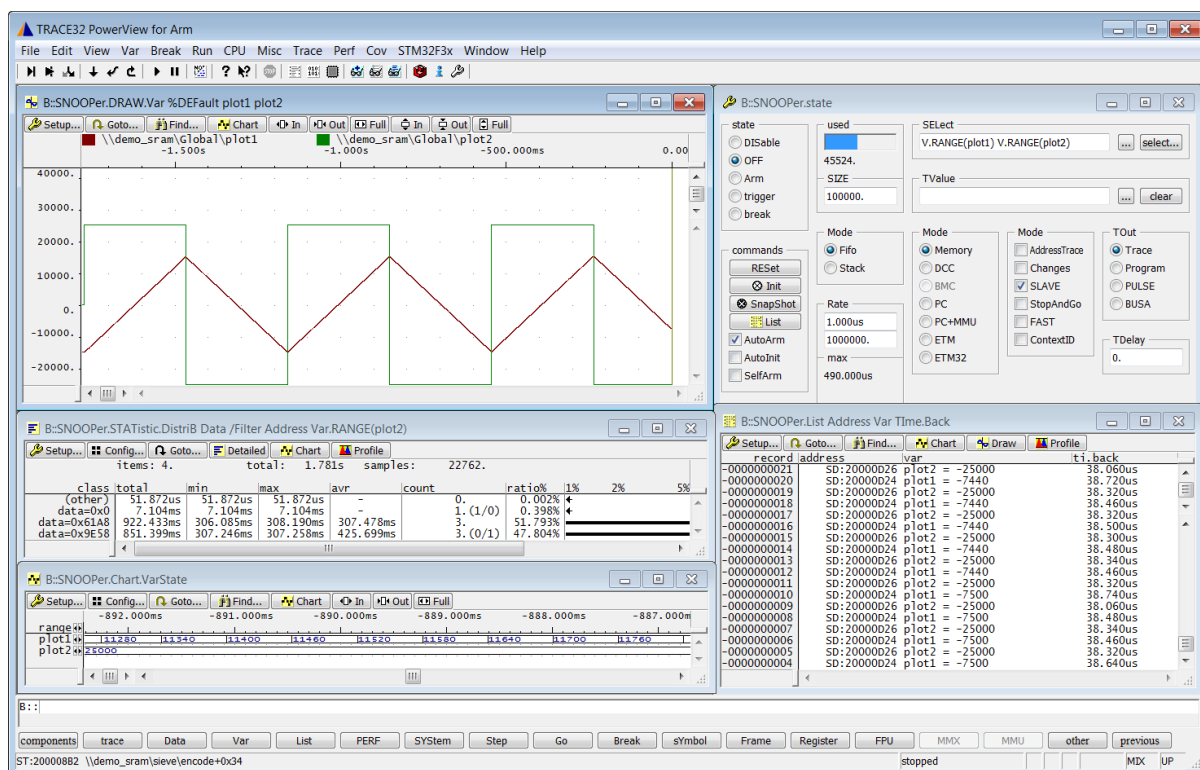 TRACE32 PowerView for Arm
File Edit View Var Break Run CPU Misc Trace Perf Cov STM32F3x Window Help
B::SNOOPer.DRAW.Var %DEFault plot1 plot2
Setup... Goto... Find... Chart In Out Full In Out Full
\\demo_sram\Global\plot1 \\demo_sram\Global\plot2
-1.500s -1.000s -500.000ms 0.00
40000.
30000.
20000.
10000.
0.
-10000.
-20000.
B::SNOOPer.state
state
DISable
OFF
Arm
trigger
break
used
45524.
SIZE
100000.
SELect
V.RANGE(plot1) V.RANGE(plot2) ... select...
TValue
... clear
commands
RESet
Init
SnapShot
List
AutoArm
AutoInit
SelfArm
Mode
Fifo
Stack
Rate
1.000us
1000000.
max
490.000us
Mode
Memory
DCC
BMC
PC
PC+MMU
ETM
ETM32
Mode
AddressTrace
Changes
SLAVE
StopAndGo
FAST
ContextID
TOut
Trace
Program
PULSE
BUSA
TDelay
0.
B::SNOOPer.STATistic.DistriB Data /Filter Address Var.RANGE(plot2)
Setup... Config... Goto... Detailed Chart Profile
items: 4. total: 1.781s samples: 22762.
class total min max avr count ratio% 1% 2% 5%
(other) 51.872us 51.872us 51.872us - 0. 0.002%
data=0x0 7.104ms 7.104ms 7.104ms - 1.(1/0) 0.398%
data=0x61A8 922.433ms 306.085ms 308.190ms 307.478ms 3. 51.793%
data=0x9E58 851.399ms 307.246ms 307.258ms 425.699ms 3.(0/1) 47.804%
B::SNOOPer.Chart.VarState
Setup... Config... Goto... Find... Chart In Out Full
-892.000ms -891.000ms -890.000ms -889.000ms -888.000ms -887.000m
range
plot1 11280 11340 11400 11460 11520 11580 11640 11700 11760
plot2 25000
B::SNOOPer.List Address Var TIme.Back
Setup... Goto... Find... Chart Draw Profile
record address var ti.back
-0000000021 SD:20000D26 plot2 = -25000 38.060us
-0000000020 SD:20000D24 plot1 = -7440 38.720us
-0000000019 SD:20000D26 plot2 = -25000 38.320us
-0000000018 SD:20000D24 plot1 = -7440 38.460us
-0000000017 SD:20000D26 plot2 = -25000 38.320us
-0000000016 SD:20000D24 plot1 = -7440 38.500us
-0000000015 SD:20000D26 plot2 = -25000 38.300us
-0000000014 SD:20000D24 plot1 = -7440 38.480us
-0000000013 SD:20000D26 plot2 = -25000 38.340us
-0000000012 SD:20000D24 plot1 = -7440 38.460us
-0000000011 SD:20000D26 plot2 = -25000 38.320us
-0000000010 SD:20000D24 plot1 = -7500 38.740us
-0000000009 SD:20000D26 plot2 = -25000 38.060us
-0000000008 SD:20000D24 plot1 = -7500 38.480us
-0000000007 SD:20000D26 plot2 = -25000 38.340us
-0000000006 SD:20000D24 plot1 = -7500 38.460us
-0000000005 SD:20000D26 plot2 = -25000 38.320us
-0000000004 SD:20000D24 plot1 = -7500 38.640us
B::
components trace Data Var List PERF SYStem Step Go Break sYmbol Frame Register FPU MMX MMU other previous
ST:20000882 \\demo_sram\sieve\encode+0x34 stopped MIX UP